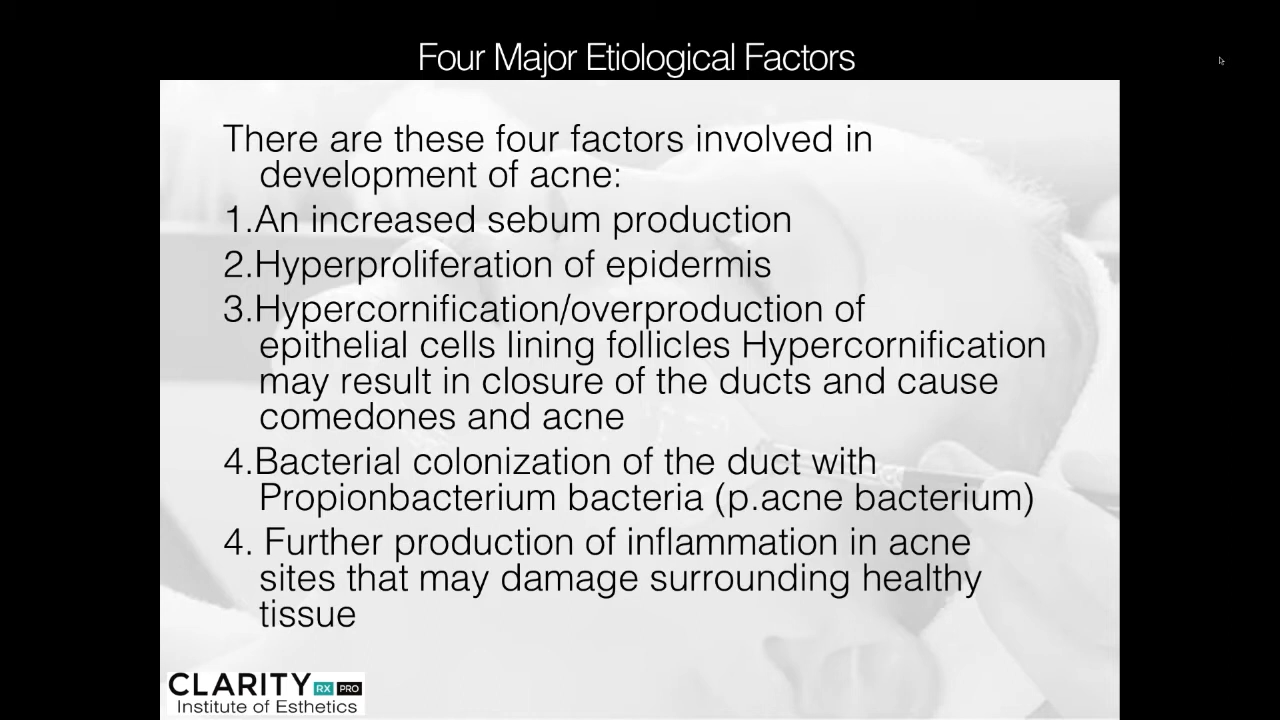 Four Major Etiological Factors
There are these four factors involved in
development of acne:
1.An increased sebum production
2.Hyperproliferation of epidermis
3.Hypercornification/overproduction of
epithelial cells lining follicles Hypercornification
may result in closure of the ducts and cause
comedones and acne
4.Bacterial colonization of the duct with
Propionbacterium bacteria (p.acne bacterium)
4. Further production of inflammation in acne
sites that may damage surrounding healthy
tissue
CLARITY RX PRO
Institute of Esthetics